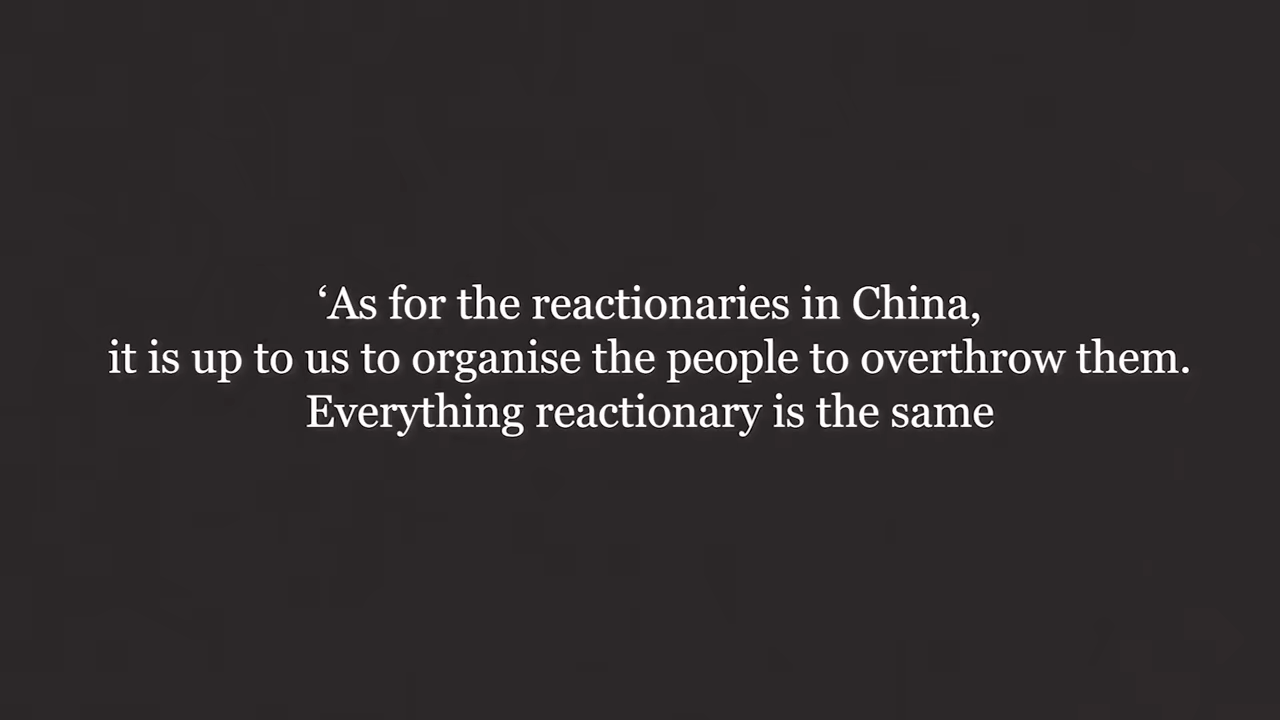 ‘As for the reactionaries in China,
it is up to us to organise the people to overthrow them.
Everything reactionary is the same